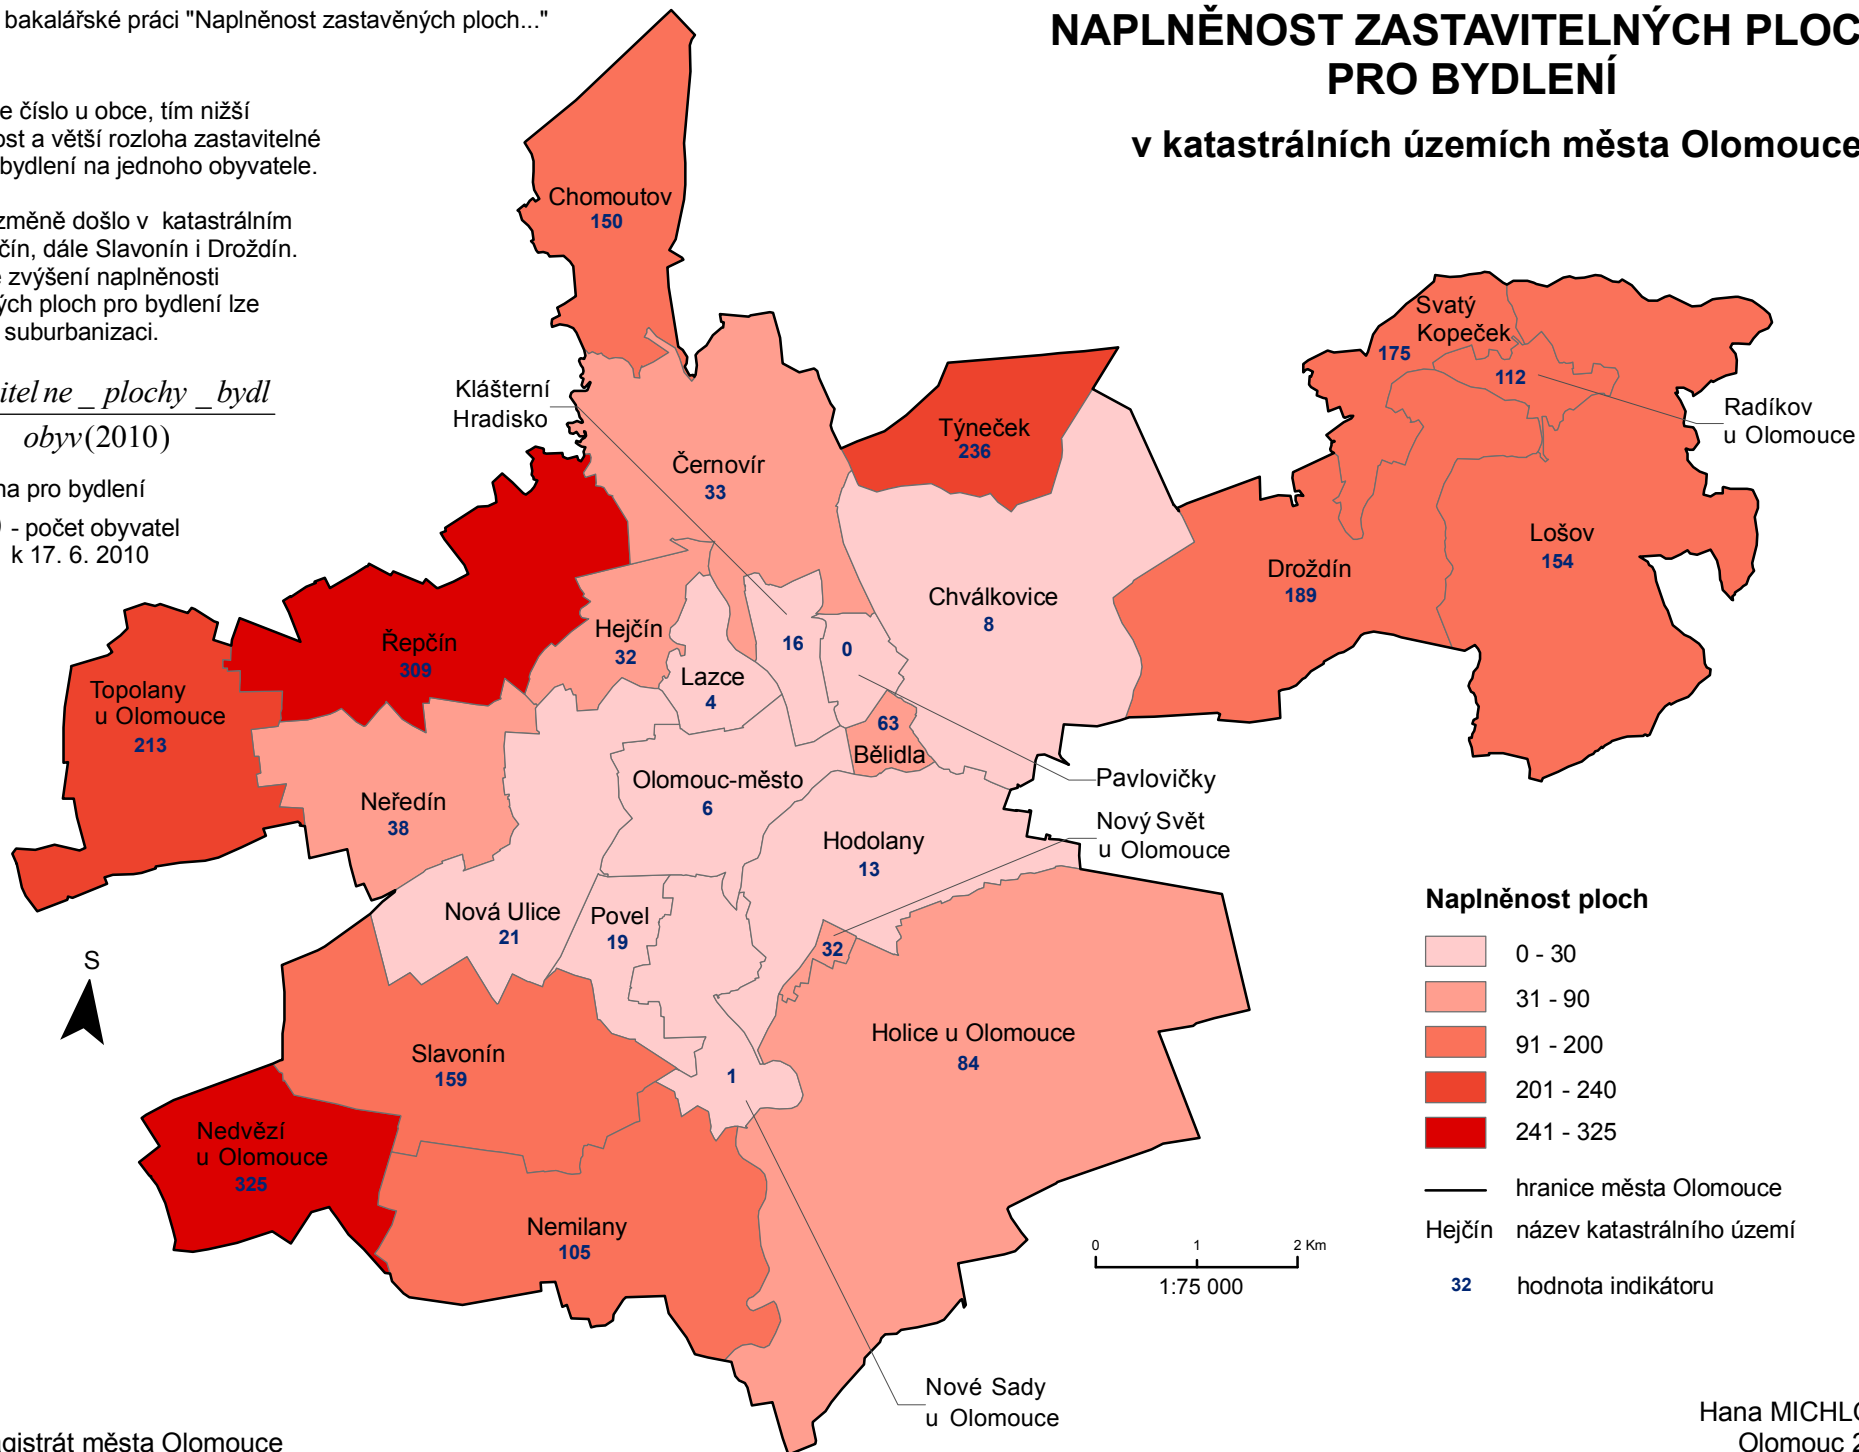 bakalářské práci "Naplněnost zastavěných ploch..."
NAPLNĚNOST ZASTAVITELNÝCH PLOC
PRO BYDLENÍ
v katastrálních územích města Olomouce
e číslo u obce, tím nižší
ost a větší rozloha zastavitelné
bydlení na jednoho obyvatele.
změně došlo v katastrálním
čín, dále Slavonín i Droždín.
e zvýšení naplněnosti
ých ploch pro bydlení lze
suburbanizaci.
itel ne _ plochy _ bydl
obyv(2010)
na pro bydlení
) - počet obyvatel
k 17. 6. 2010
Chomoutov
150
Klášterní
Hradisko
Černovír
33
Týneček
236
Svatý
Kopeček
175
112
Radíkov
u Olomouce
Lošov
154
Droždín
189
Chválkovice
8
Řepčín
309
Hejčín
32
Lazce
4
16
0
63
Bělidla
Topolany
u Olomouce
213
Neředín
38
Olomouc-město
6
Pavlovičky
Nový Svět
u Olomouce
Hodolany
13
Nová Ulice
21
Povel
19
32
Holice u Olomouce
84
Slavonín
159
1
Nedvězí
u Olomouce
325
Nemilany
105
Nové Sady
u Olomouce
S
Naplněnost ploch
0 - 30
31 - 90
91 - 200
201 - 240
241 - 325
hranice města Olomouce
Hejčín název katastrálního území
32 hodnota indikátoru
0 1 2 Km
1:75 000
agistrát města Olomouce
Hana MICHLO
Olomouc 2